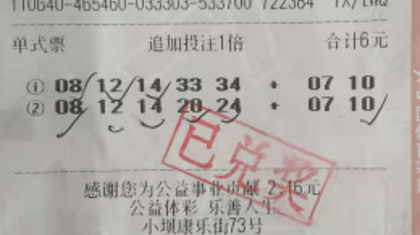 110640-465460-033303-533700 722384 TX/LWQ
单式票 追加投注1倍 合计6元
① 08 12 14 33 34 + 07 10
② 08 12 14 20 24 + 07 10
已兑奖
感谢您为公益事业贡献 2.16元
公益体彩 乐善人生
小坝康乐街73号